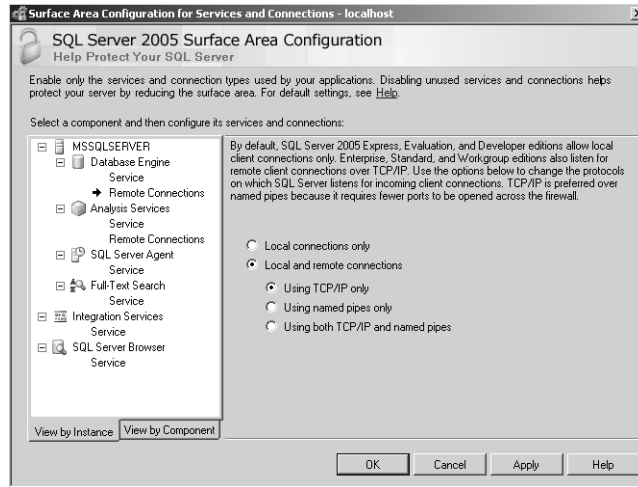 Surface Area Configuration for Services and Connections - localhost
SQL Server 2005 Surface Area Configuration
Help Protect Your SQL Server
Enable only the services and connection types used by your applications. Disabling unused services and connections helps
protect your server by reducing the surface area. For default settings, see Help.
Select a component and then configure its services and connections:
MSSQLSERVER
Database Engine
Service
Remote Connections
Analysis Services
Service
Remote Connections
SQL Server Agent
Service
Full-Text Search
Service
Integration Services
Service
SQL Server Browser
Service
View by Instance
View by Component
By default, SQL Server 2005 Express, Evaluation, and Developer editions allow local
client connections only. Enterprise, Standard, and Workgroup editions also listen for
remote client connections over TCP/IP. Use the options below to change the protocols
on which SQL Server listens for incoming client connections. TCP/IP is preferred over
named pipes because it requires fewer ports to be opened across the firewall.
Local connections only
Local and remote connections
Using TCP/IP only
Using named pipes only
Using both TCP/IP and named pipes
OK
Cancel
Apply
Help